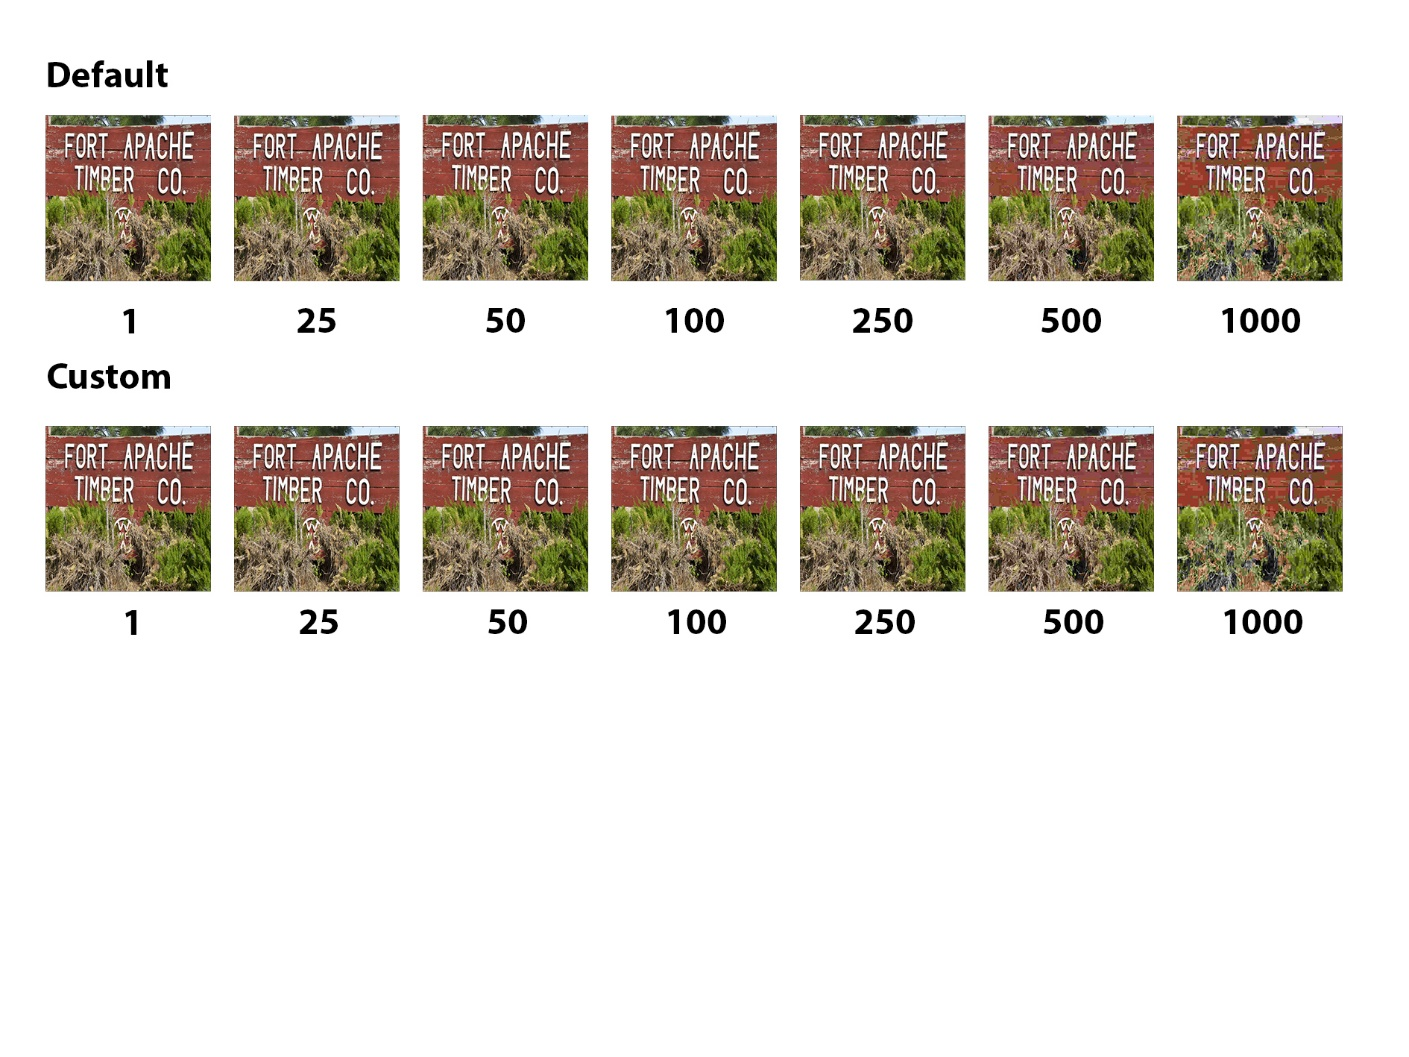 Default
FORT APACHE FORT APACHE FORT APACHE FORT APACHE FORT APACHE FORT APACHE FORT APACHE
TIMBER CO. TIMBER CO. TIMBER CO. TIMBER CO. TIMBER CO. TIMBER CO. TIMBER CO.
1 25 50 100 250 500 1000
Custom
FORT APACHE FORT APACHE FORT APACHE FORT APACHE FORT APACHE FORT APACHE FORT APACHE
TIMBER CO. TIMBER CO. TIMBER CO. TIMBER CO. TIMBER CO. TIMBER CO. TIMBER CO.
1 25 50 100 250 500 1000